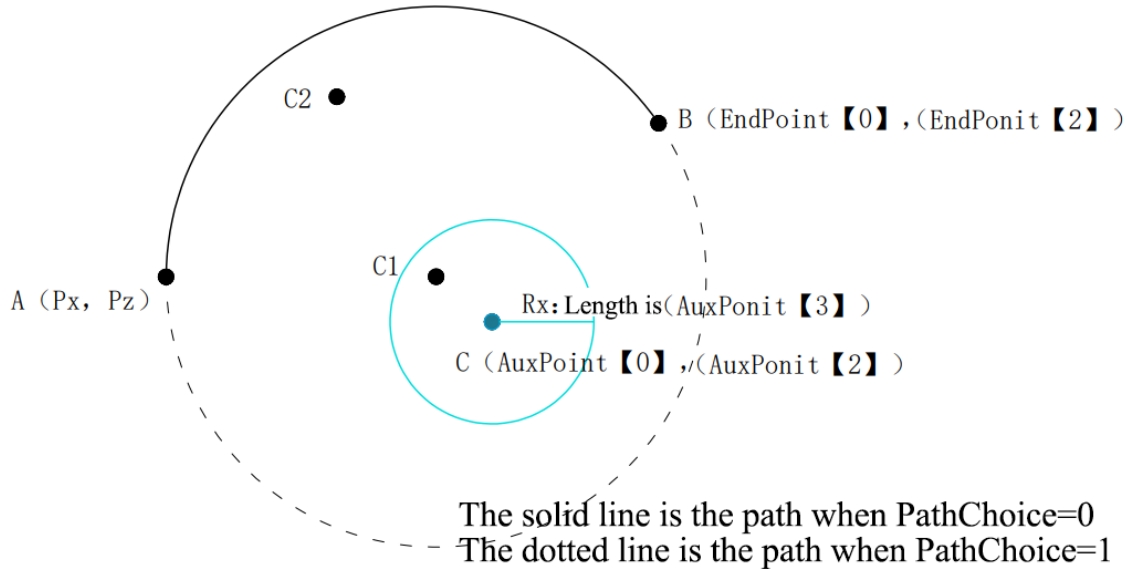 C2
B（EndPoint【0】,（EndPonit【2】）
C1
A（Px, Pz）
Rx：Length is（AuxPonit【3】）
C（AuxPoint【0】,（AuxPonit【2】）
The solid line is the path when PathChoice=0
The dotted line is the path when PathChoice=1